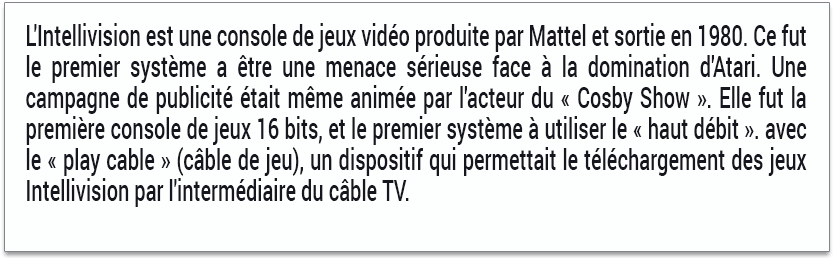 L'Intellivision est une console de jeux vidéo produite par Mattel et sortie en 1980. Ce fut
le premier système a être une menace sérieuse face à la domination d'Atari. Une
campagne de publicité était même animée par l'acteur du « Cosby Show ». Elle fut la
première console de jeux 16 bits, et le premier système à utiliser le « haut débit ». avec
le « play cable » (câble de jeu), un dispositif qui permettait le téléchargement des jeux
Intellivision par l'intermédiaire du câble TV.